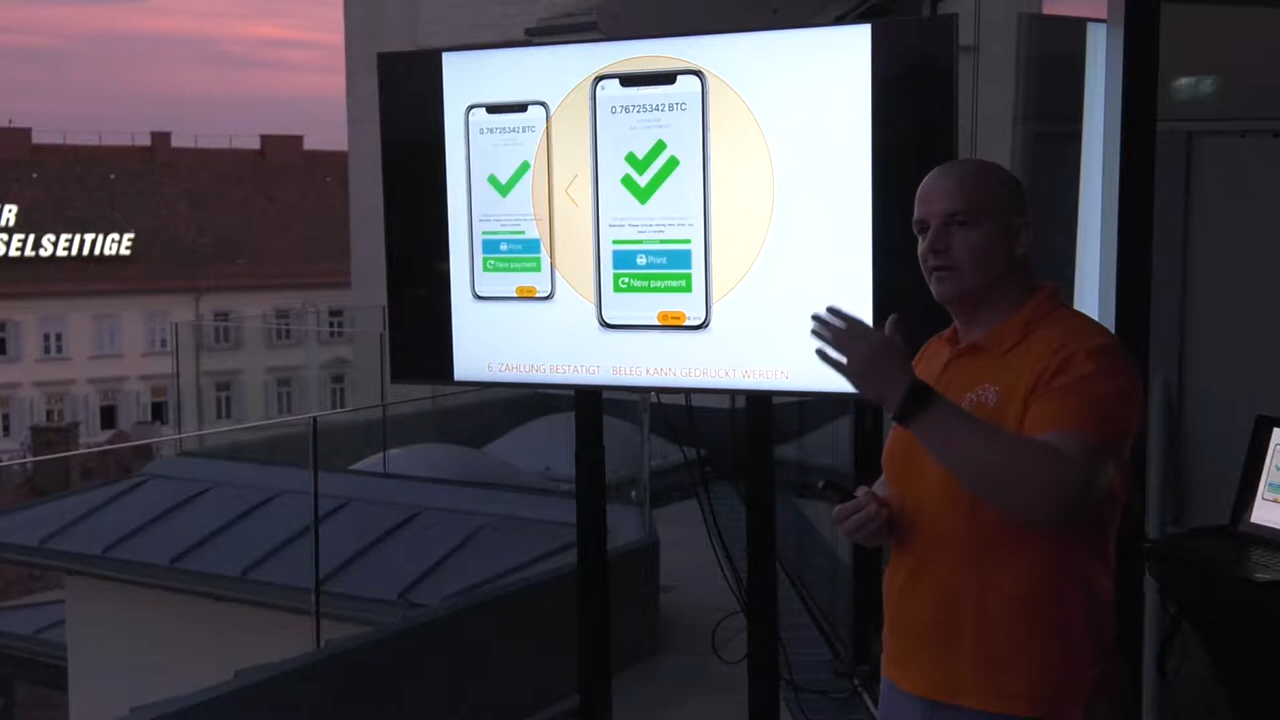 R
SELSEITIGE
0.76725342 BTC
Print
New payment
0.76725342 BTC
Print
New payment
6. ZAHLUNG BESTÄTIGT - BELEG KANN GEDRUCKT WERDEN